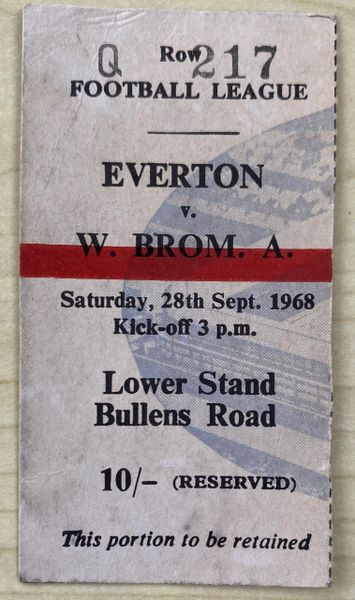 Q Row 217
FOOTBALL LEAGUE
EVERTON
v.
W. BROM. A.
Saturday, 28th Sept. 1968
Kick-off 3 p.m.
Lower Stand
Bullens Road
10/- (RESERVED)
This portion to be retained